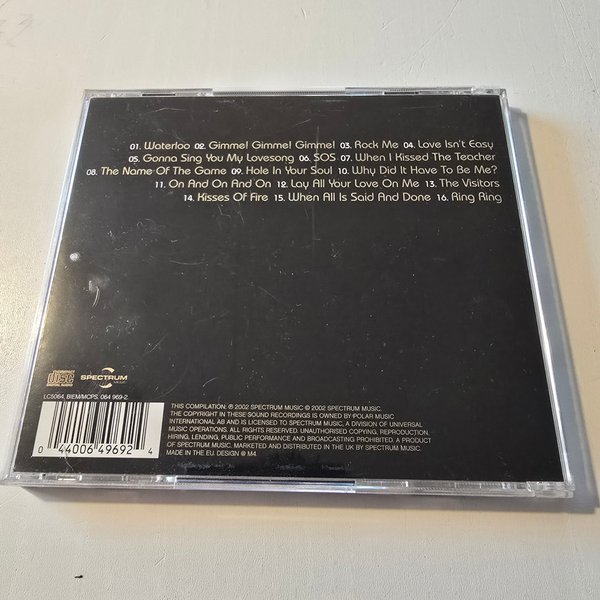 01. Waterloo 02. Gimme! Gimme! Gimme! 03. Rock Me 04. Love Isn't Easy
05. Gonna Sing You My Lovesong 06. SOS 07. When I Kissed The Teacher
08. The Name Of The Game 09. Hole In Your Soul 10. Why Did It Have To Be Me?
11. On And On And On 12. Lay All Your Love On Me 13. The Visitors
14. Kisses Of Fire 15. When All Is Said And Done 16. Ring Ring
COMPACT disc DIGITAL AUDIO
SPECTRUM MUSIC
LC5064, BIEM/MCPS. 064 969-2.
0 44006 49692 4
THIS COMPILATION: ℗ 2002 SPECTRUM MUSIC © 2002 SPECTRUM MUSIC.
THE COPYRIGHT IN THESE SOUND RECORDINGS IS OWNED BY POLAR MUSIC
INTERNATIONAL AB AND IS LICENSED TO SPECTRUM MUSIC, A DIVISION OF UNIVERSAL
MUSIC OPERATIONS. ALL RIGHTS RESERVED. UNAUTHORISED COPYING, REPRODUCTION,
HIRING, LENDING, PUBLIC PERFORMANCE AND BROADCASTING PROHIBITED. A PRODUCT
OF SPECTRUM MUSIC. MARKETED AND DISTRIBUTED IN THE UK BY SPECTRUM MUSIC.
MADE IN THE EU. DESIGN @ M4